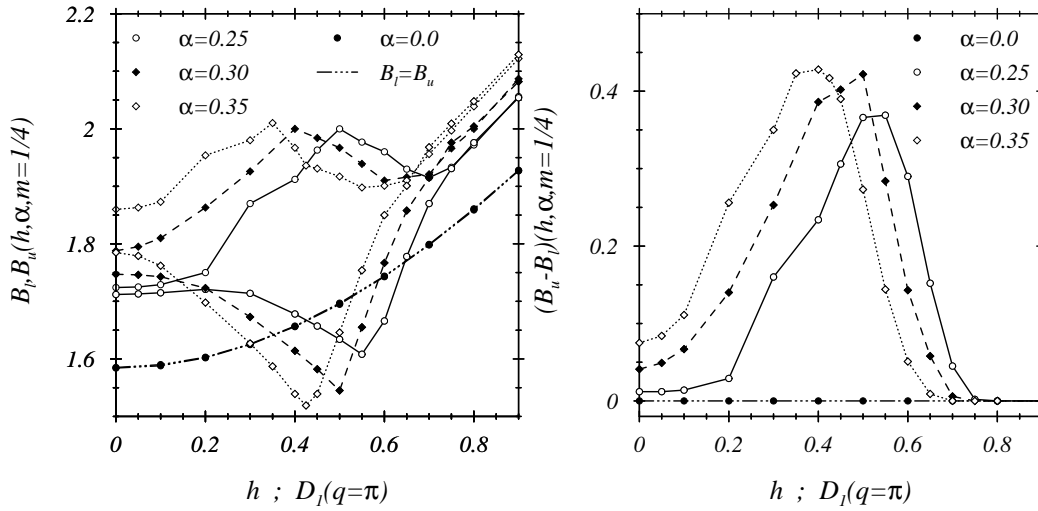 2.2
2
1.8
1.6
B_l,B_u(h,α,m=1/4)
α=0.25 α=0.0
α=0.30 B_l=B_u
α=0.35
0 0.2 0.4 0.6 0.8
h ; D_1(q=π)
0.4
0.2
0
(B_u-B_l)(h,α,m=1/4)
α=0.0
α=0.25
α=0.30
α=0.35
0 0.2 0.4 0.6 0.8
h ; D_1(q=π)